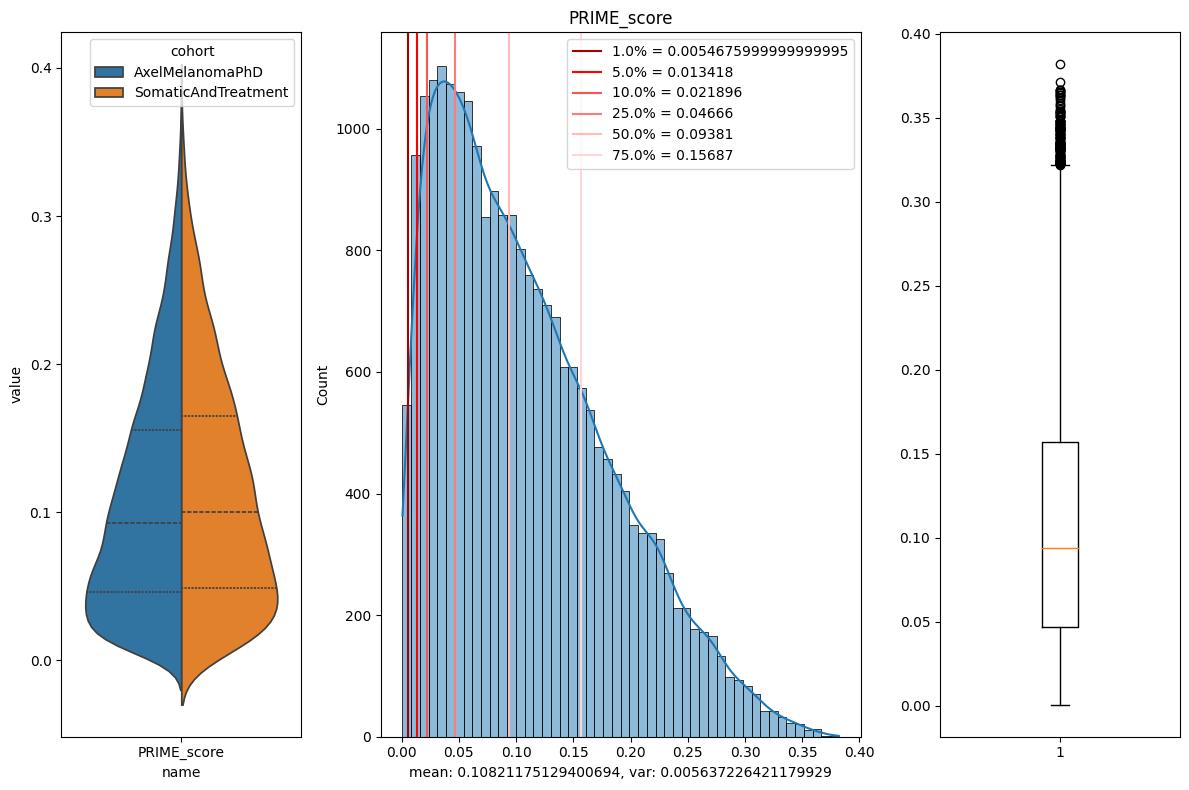 cohort
AxelMelanomaPhD
SomaticAndTreatment
0.4
0.3
0.2
0.1
0.0
value
PRIME_score
name
PRIME_score
1.0% = 0.0054675999999999995
5.0% = 0.013418
10.0% = 0.021896
25.0% = 0.04666
50.0% = 0.09381
75.0% = 0.15687
1000
800
600
400
200
0
Count
0.00 0.05 0.10 0.15 0.20 0.25 0.30 0.35 0.40
mean: 0.10821175129400694, var: 0.005637226421179929
0.40
0.35
0.30
0.25
0.20
0.15
0.10
0.05
0.00
1